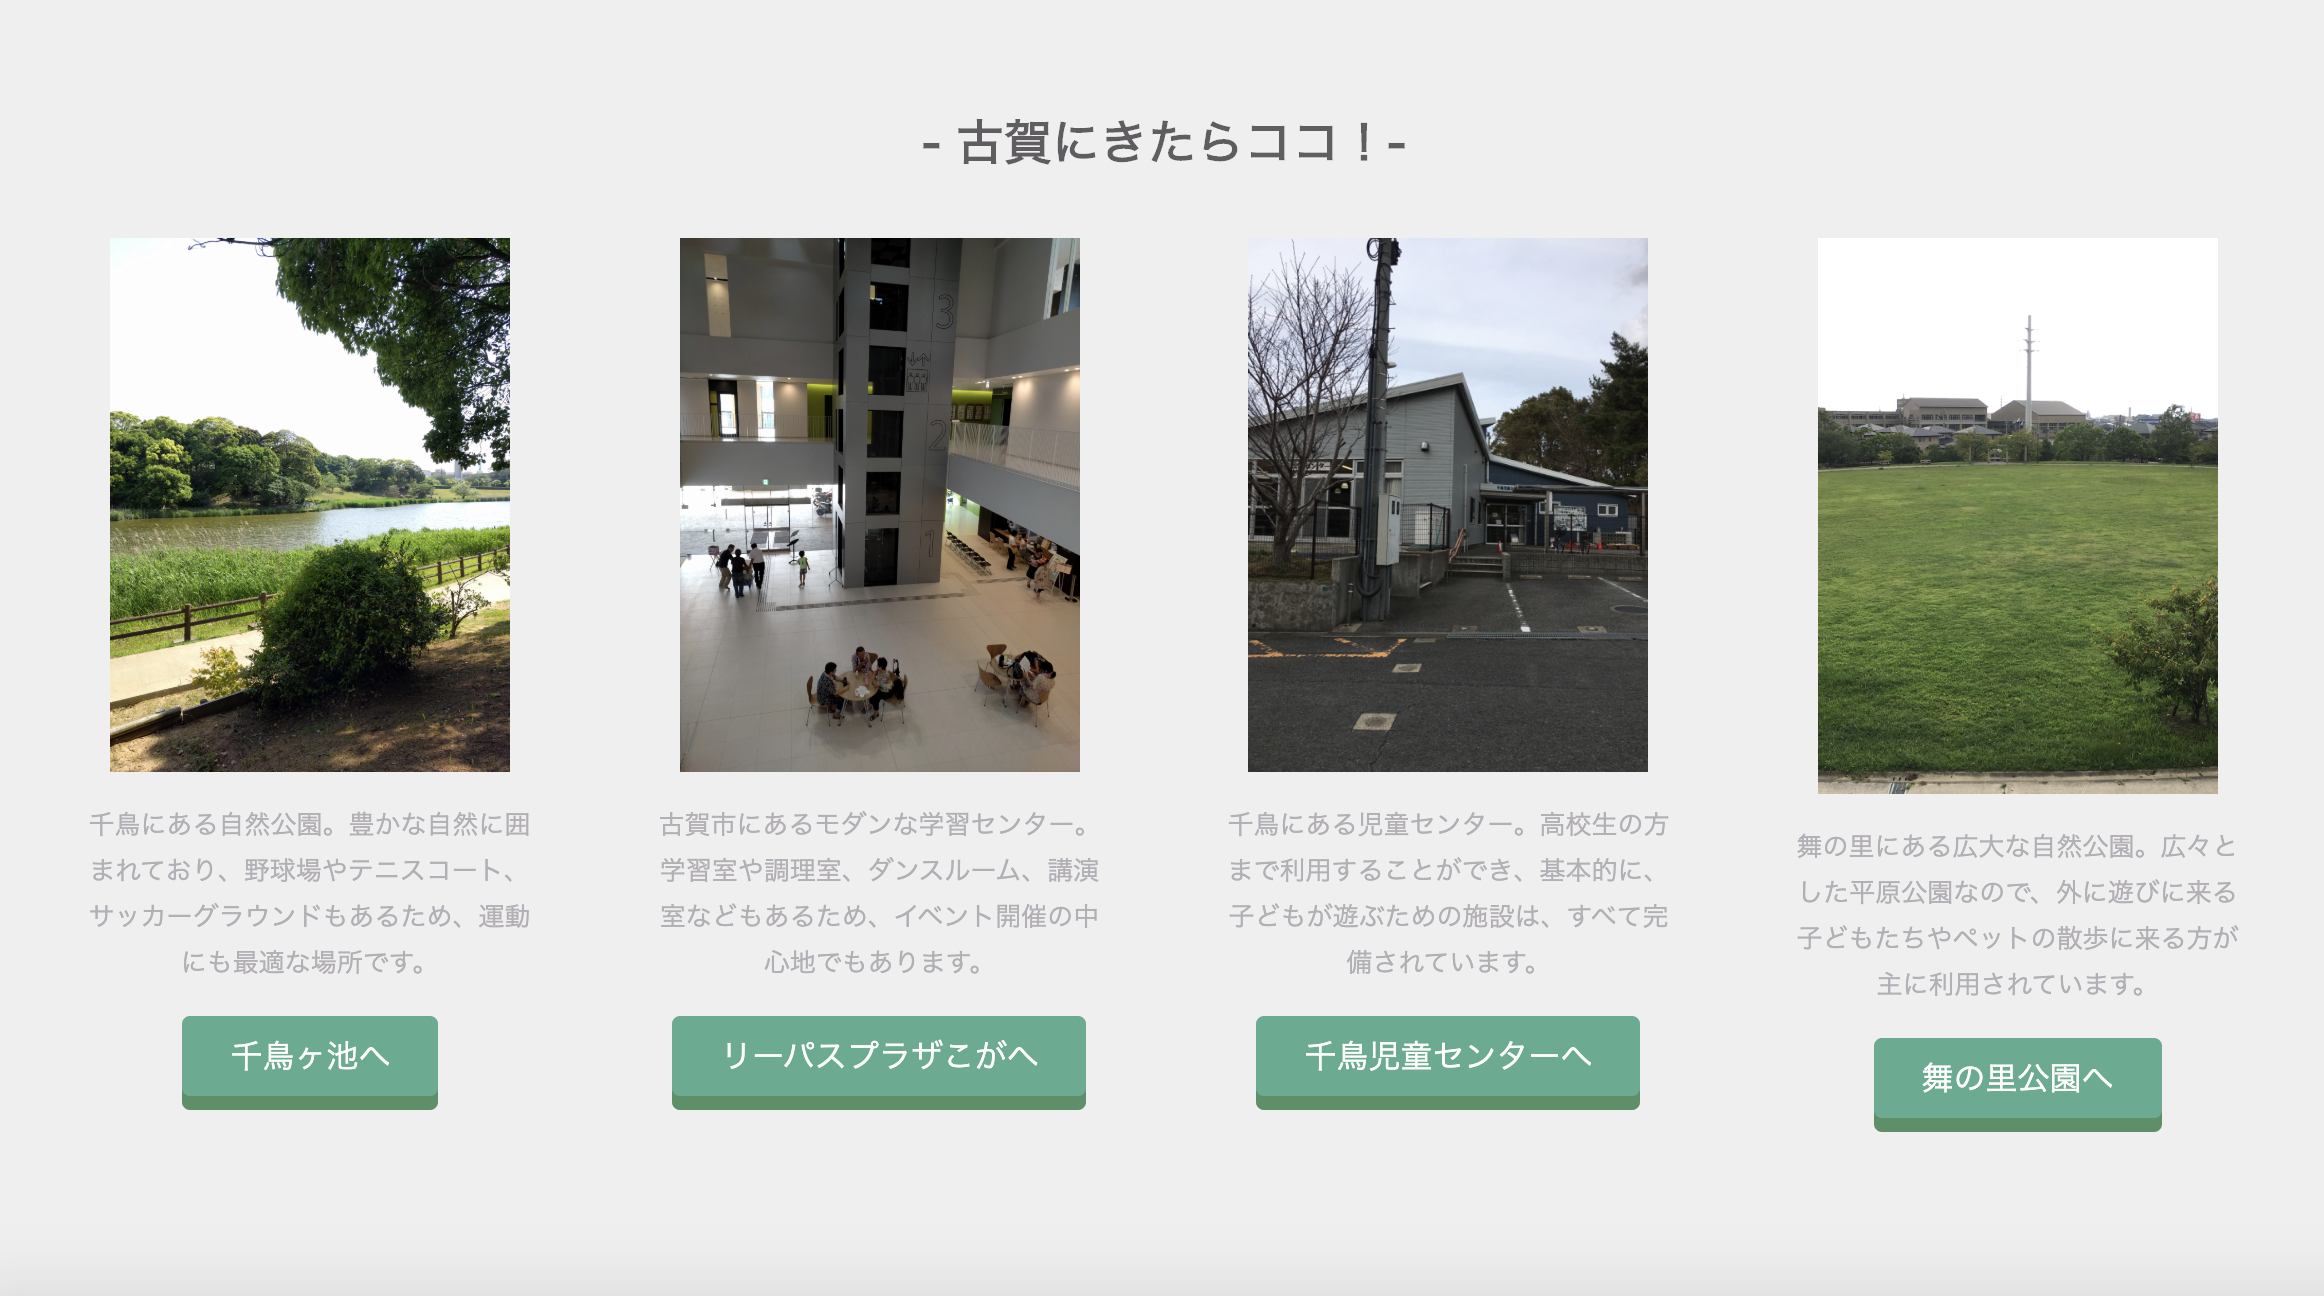 - 古賀にきたらココ！-
3
2
1
千鳥にある自然公園。豊かな自然に囲
まれており、野球場やテニスコート、
サッカーグラウンドもあるため、運動
にも最適な場所です。
千鳥ヶ池へ
古賀市にあるモダンな学習センター。
学習室や調理室、ダンスルーム、講演
室などもあるため、イベント開催の中
心地でもあります。
リーパスプラザこがへ
千鳥にある児童センター。高校生の方
まで利用することができ、基本的に、
子どもが遊ぶための施設は、すべて完
備されています。
千鳥児童センターへ
舞の里にある広大な自然公園。広々と
した平原公園なので、外に遊びに来る
子どもたちやペットの散歩に来る方が
主に利用されています。
舞の里公園へ